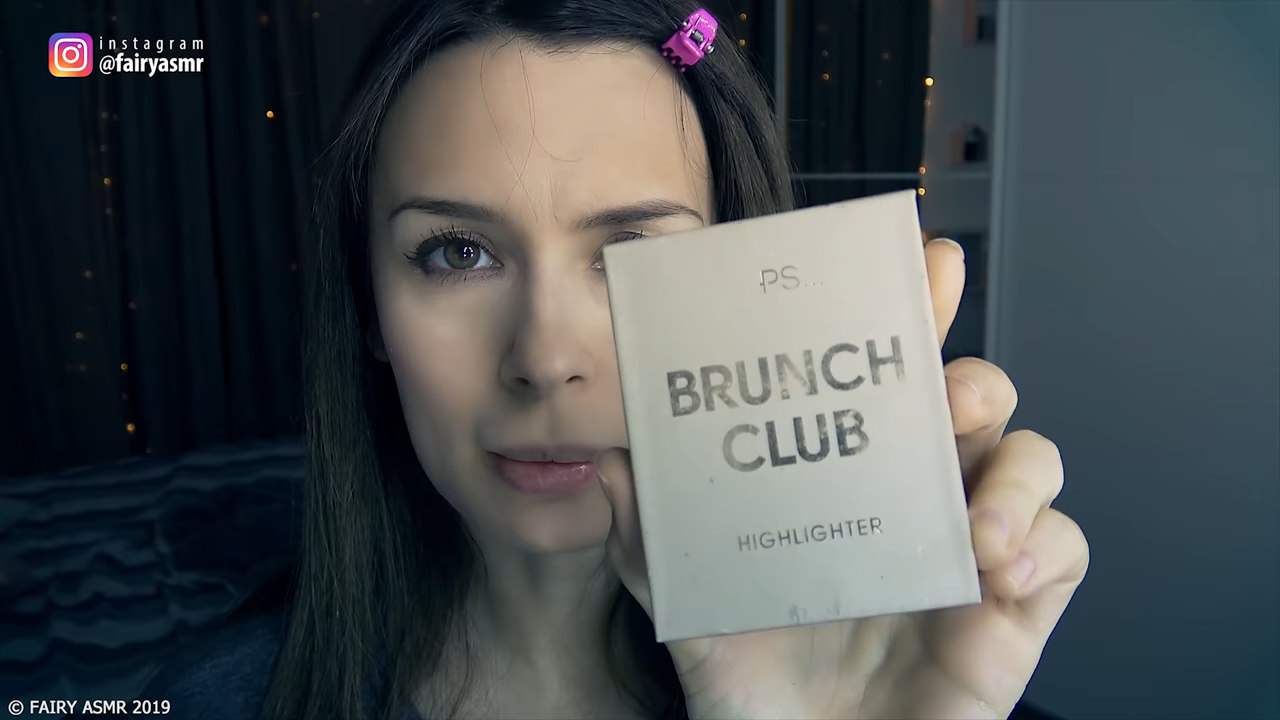 instagram
@fairyasmr
PS...
BRUNCH
CLUB
HIGHLIGHTER
© FAIRY ASMR 2019